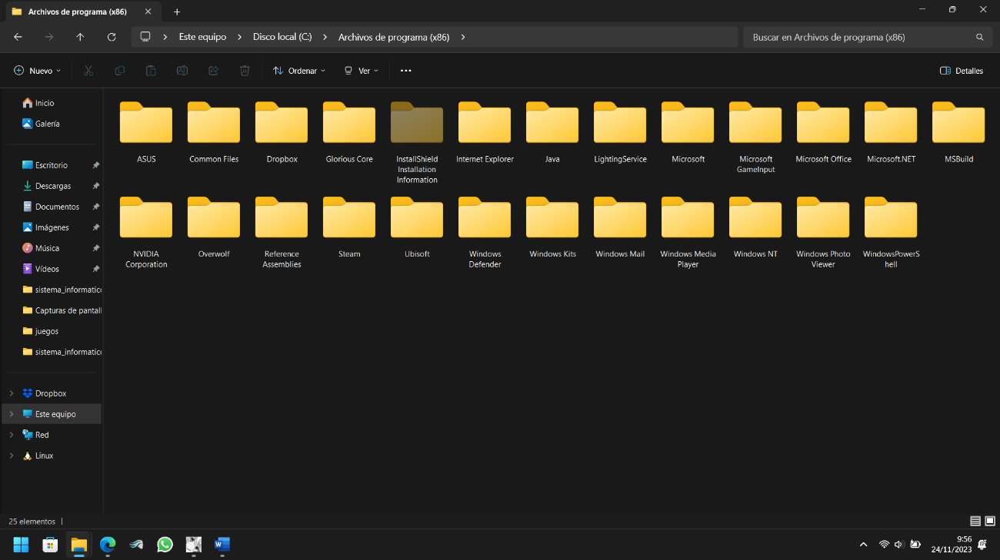 Archivos de programa (x86)
Este equipo
Disco local (C:)
Archivos de programa (x86)
Buscar en Archivos de programa (x86)
Nuevo
Ordenar
Ver
Detalles
Inicio
Galería
Escritorio
Descargas
Documentos
Imágenes
Música
Vídeos
sistema_informatico
Capturas de pantall
juegos
sistema_informatico
Dropbox
Este equipo
Red
Linux
ASUS
Common Files
Dropbox
Glorious Core
InstallShield
Installation
Information
Internet Explorer
Java
LightingService
Microsoft
Microsoft
GameInput
Microsoft Office
Microsoft.NET
MSBuild
NVIDIA
Corporation
Overwolf
Reference
Assemblies
Steam
Ubisoft
Windows
Defender
Windows Kits
Windows Mail
Windows Media
Player
Windows NT
Windows Photo
Viewer
WindowsPowerS
hell
25 elementos
W
9:56
24/11/2023